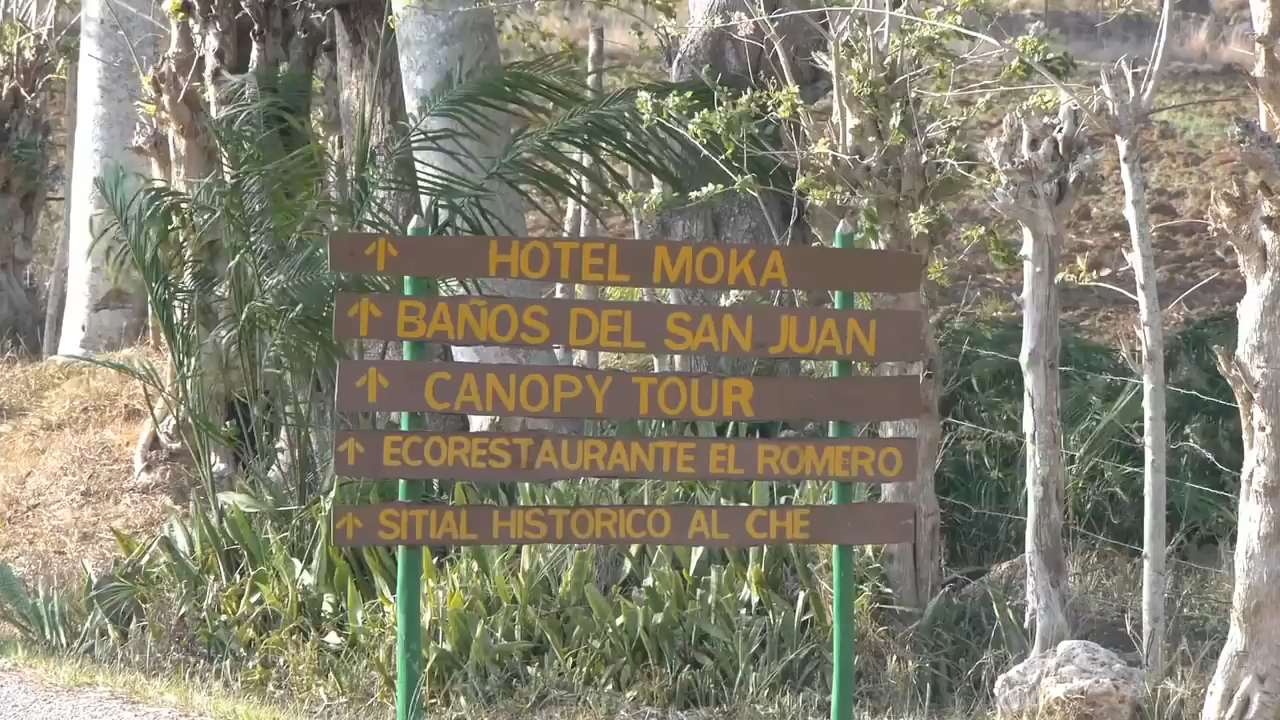 ↑ HOTEL MOKA
↑ BAÑOS DEL SAN JUAN
↑ CANOPY TOUR
↑ ECORESTAURANTE EL ROMERO
↑ SITIAL HISTORICO AL CHE